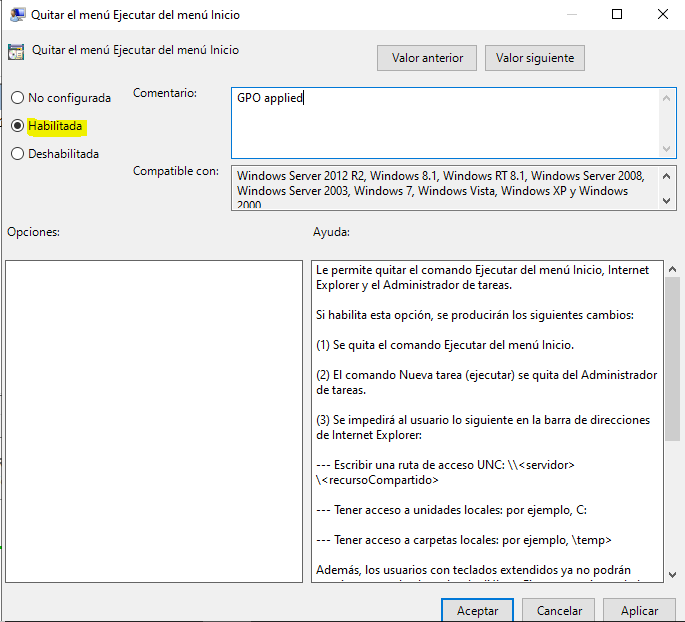 Quitar el menú Ejecutar del menú Inicio
Quitar el menú Ejecutar del menú Inicio
Valor anterior
Valor siguiente
No configurada
Habilitada
Deshabilitada
Comentario:
GPO applied
Compatible con:
Windows Server 2012 R2, Windows 8.1, Windows RT 8.1, Windows Server 2008,
Windows Server 2003, Windows 7, Windows Vista, Windows XP y Windows
2000
Opciones:
Ayuda:
Le permite quitar el comando Ejecutar del menú Inicio, Internet
Explorer y el Administrador de tareas.
Si habilita esta opción, se producirán los siguientes cambios:
(1) Se quita el comando Ejecutar del menú Inicio.
(2) El comando Nueva tarea (ejecutar) se quita del Administrador
de tareas.
(3) Se impedirá al usuario lo siguiente en la barra de direcciones
de Internet Explorer:
--- Escribir una ruta de acceso UNC: \\<servidor>
\<recursoCompartido>
--- Tener acceso a unidades locales: por ejemplo, C:
--- Tener acceso a carpetas locales: por ejemplo, \temp>
Además, los usuarios con teclados extendidos ya no podrán
Aceptar
Cancelar
Aplicar